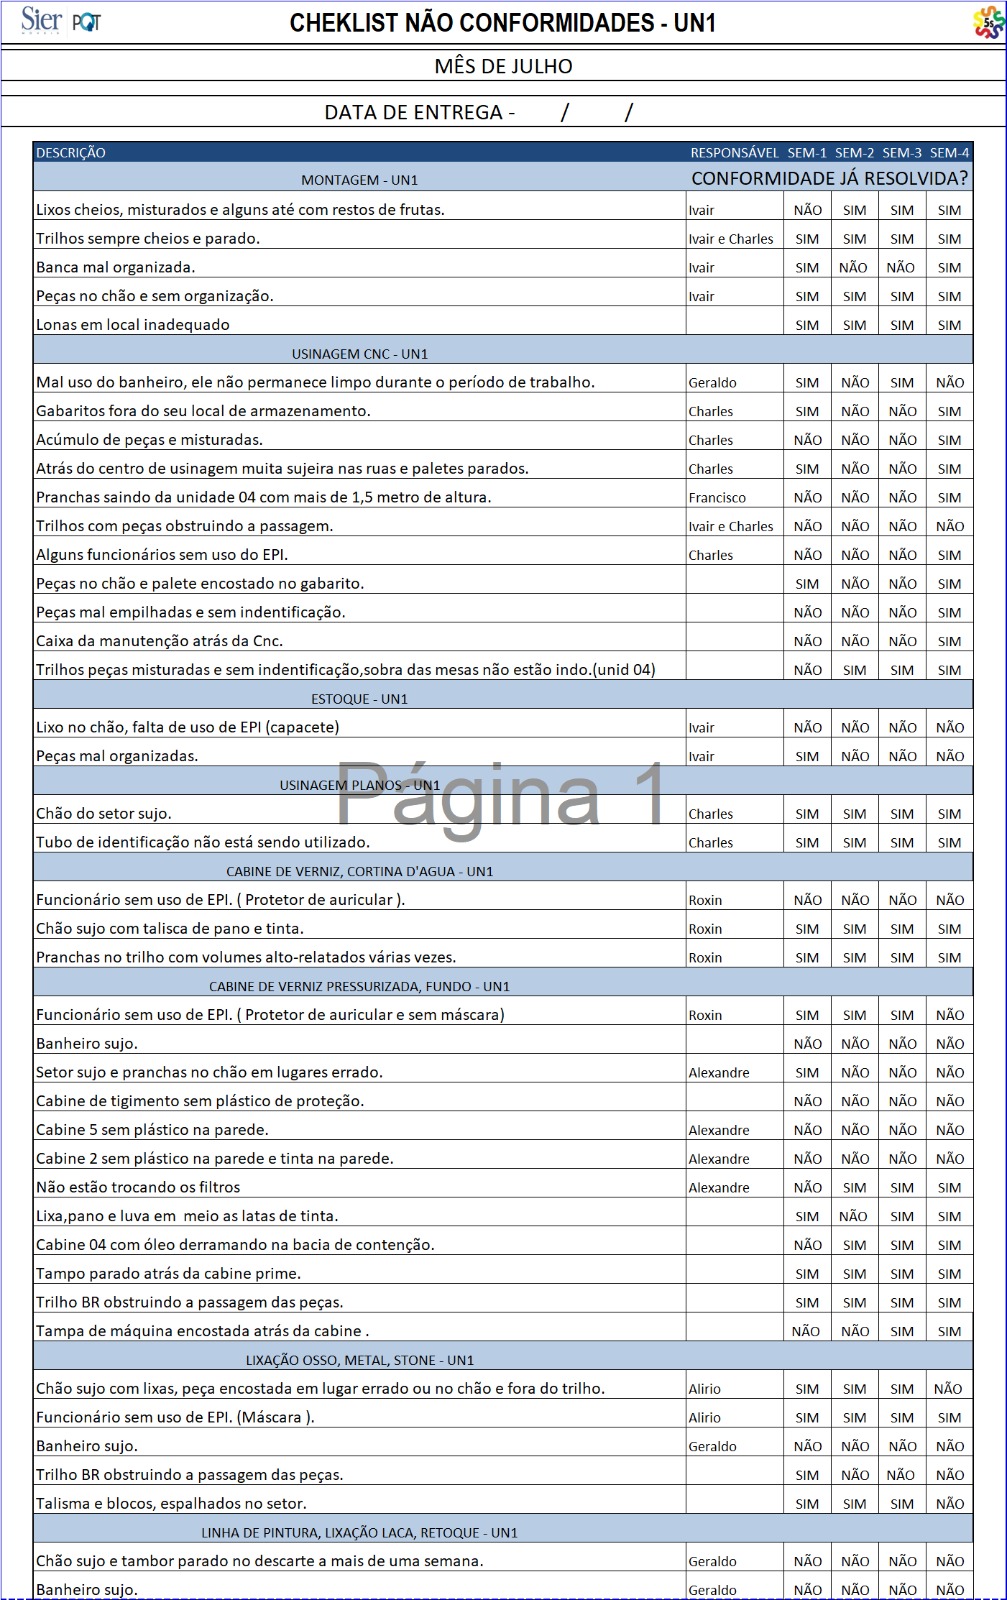 Sier MÓVEIS PQT CHEKLIST NÃO CONFORMIDADES - UN1 5s
MÊS DE JULHO
DATA DE ENTREGA - / /
DESCRIÇÃO RESPONSÁVEL SEM-1 SEM-2 SEM-3 SEM-4
MONTAGEM - UN1 CONFORMIDADE JÁ RESOLVIDA?
Lixos cheios, misturados e alguns até com restos de frutas. Ivair NÃO SIM SIM SIM
Trilhos sempre cheios e parado. Ivair e Charles SIM SIM SIM SIM
Banca mal organizada. Ivair SIM NÃO NÃO SIM
Peças no chão e sem organização. Ivair SIM SIM SIM SIM
Lonas em local inadequado SIM SIM SIM SIM
USINAGEM CNC - UN1
Mal uso do banheiro, ele não permanece limpo durante o período de trabalho. Geraldo SIM NÃO SIM NÃO
Gabaritos fora do seu local de armazenamento. Charles SIM NÃO NÃO SIM
Acúmulo de peças e misturadas. Charles NÃO NÃO NÃO SIM
Atrás do centro de usinagem muita sujeira nas ruas e paletes parados. Charles SIM NÃO NÃO SIM
Pranchas saindo da unidade 04 com mais de 1,5 metro de altura. Francisco NÃO NÃO NÃO SIM
Trilhos com peças obstruindo a passagem. Ivair e Charles NÃO NÃO NÃO NÃO
Alguns funcionários sem uso do EPI. Charles NÃO NÃO NÃO SIM
Peças no chão e palete encostado no gabarito. SIM NÃO NÃO SIM
Peças mal empilhadas e sem indentificação. NÃO NÃO NÃO SIM
Caixa da manutenção atrás da Cnc. NÃO NÃO NÃO SIM
Trilhos peças misturadas e sem indentificação,sobra das mesas não estão indo.(unid 04) NÃO SIM SIM SIM
ESTOQUE - UN1
Lixo no chão, falta de uso de EPI (capacete) Ivair NÃO NÃO NÃO NÃO
Peças mal organizadas. Ivair SIM NÃO NÃO NÃO
USINAGEM PLANOS - UN1
Página 1
Chão do setor sujo. Charles SIM SIM SIM SIM
Tubo de identificação não está sendo utilizado. Charles SIM SIM SIM SIM
CABINE DE VERNIZ, CORTINA D'AGUA - UN1
Funcionário sem uso de EPI. ( Protetor de auricular ). Roxin NÃO NÃO NÃO NÃO
Chão sujo com talisca de pano e tinta. Roxin SIM SIM SIM SIM
Pranchas no trilho com volumes alto-relatados várias vezes. Roxin SIM SIM SIM SIM
CABINE DE VERNIZ PRESSURIZADA, FUNDO - UN1
Funcionário sem uso de EPI. ( Protetor de auricular e sem máscara) Roxin SIM SIM SIM NÃO
Banheiro sujo. NÃO NÃO NÃO NÃO
Setor sujo e pranchas no chão em lugares errado. Alexandre SIM NÃO NÃO NÃO
Cabine de tigimento sem plástico de proteção. NÃO NÃO NÃO NÃO
Cabine 5 sem plástico na parede. Alexandre NÃO NÃO NÃO NÃO
Cabine 2 sem plástico na parede e tinta na parede. Alexandre NÃO NÃO NÃO NÃO
Não estão trocando os filtros Alexandre NÃO SIM SIM SIM
Lixa,pano e luva em meio as latas de tinta. SIM NÃO SIM SIM
Cabine 04 com óleo derramando na bacia de contenção. NÃO SIM SIM SIM
Tampo parado atrás da cabine prime. SIM SIM SIM SIM
Trilho BR obstruindo a passagem das peças. SIM SIM SIM SIM
Tampa de máquina encostada atrás da cabine . NÃO NÃO SIM SIM
LIXAÇÃO OSSO, METAL, STONE - UN1
Chão sujo com lixas, peça encostada em lugar errado ou no chão e fora do trilho. Alirio SIM SIM SIM NÃO
Funcionário sem uso de EPI. (Máscara ). Alirio SIM SIM SIM SIM
Banheiro sujo. Geraldo NÃO NÃO NÃO NÃO
Trilho BR obstruindo a passagem das peças. SIM NÃO NÃO NÃO
Talisma e blocos, espalhados no setor. SIM SIM SIM NÃO
LINHA DE PINTURA, LIXAÇÃO LACA, RETOQUE - UN1
Chão sujo e tambor parado no descarte a mais de uma semana. Geraldo NÃO NÃO NÃO NÃO
Banheiro sujo. Geraldo NÃO NÃO NÃO NÃO